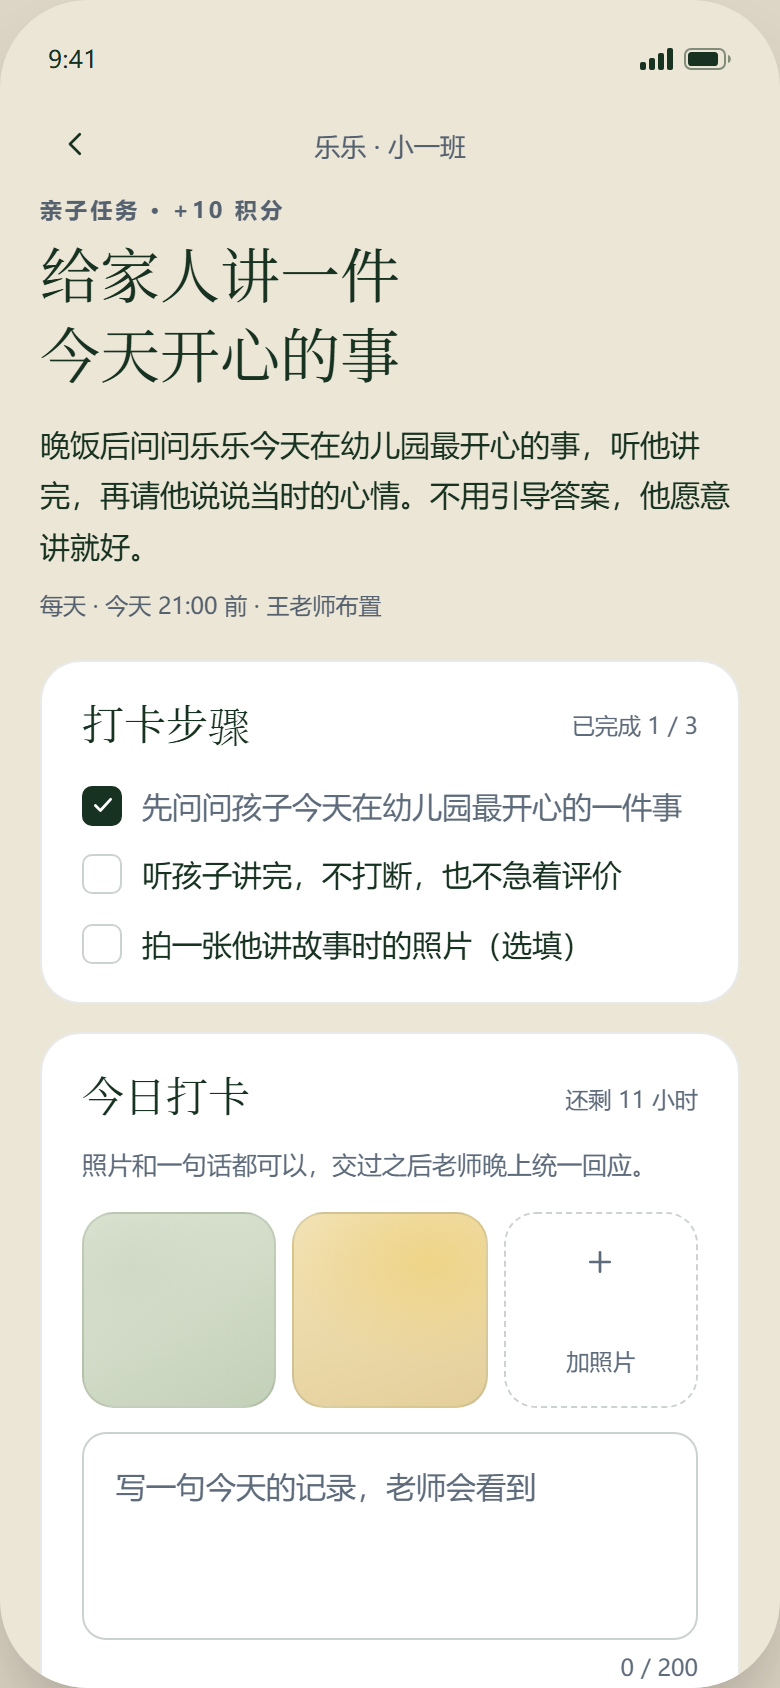 9:41
乐乐 · 小一班
亲子任务 • +10 积分
给家人讲一件
今天开心的事
晚饭后问问乐乐今天在幼儿园最开心的事，听他讲
完，再请他说说当时的心情。不用引导答案，他愿意
讲就好。
每天 · 今天 21:00 前 · 王老师布置
打卡步骤
已完成 1 / 3
先问问孩子今天在幼儿园最开心的一件事
听孩子讲完，不打断，也不急着评价
拍一张他讲故事时的照片（选填）
今日打卡
还剩 11 小时
照片和一句话都可以，交过之后老师晚上统一回应。
加照片
写一句今天的记录，老师会看到
0 / 200